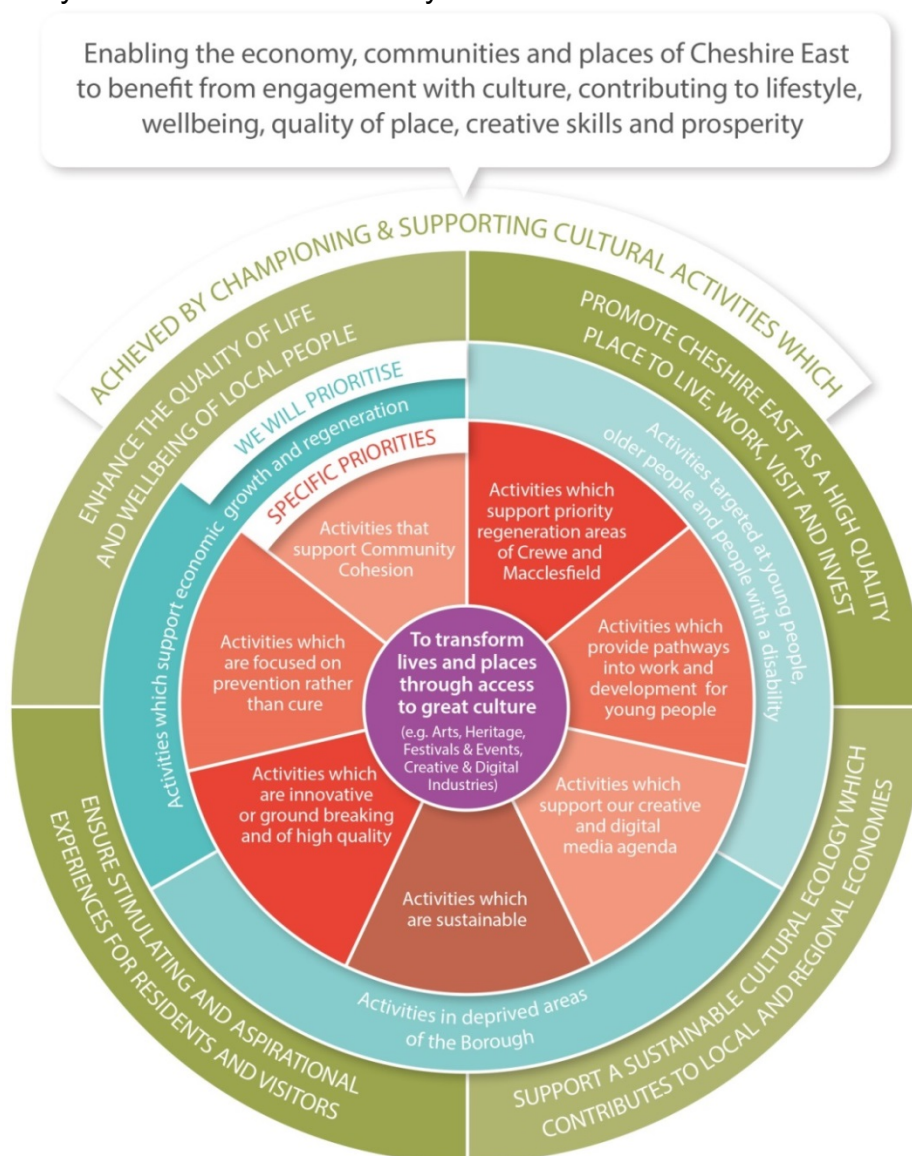 Enabling the economy, communities and places of Cheshire East
to benefit from engagement with culture, contributing to lifestyle,
wellbeing, quality of place, creative skills and prosperity
ACHIEVED BY CHAMPIONING & SUPPORTING CULTURAL ACTIVITIES WHICH
ENHANCE THE QUALITY OF LIFE
AND WELLBEING OF LOCAL PEOPLE
PROMOTE CHESHIRE EAST AS A HIGH QUALITY
PLACE TO LIVE, WORK, VISIT AND INVEST
WE WILL PRIORITISE
Activities which support economic growth and regeneration
Activities targeted at young people,
older people and people with a disability
SPECIFIC PRIORITIES
Activities that
support Community
Cohesion
Activities which
support priority
regeneration areas
of Crewe and
Macclesfield
Activities which
are focused on
prevention rather
than cure
To transform
lives and places
through access
to great culture
(e.g. Arts, Heritage,
Festivals & Events,
Creative & Digital
Industries)
Activities which
provide pathways
into work and
development for
young people
Activities which
are innovative
or ground breaking
and of high quality
Activities which
support our creative
and digital
media agenda
Activities which
are sustainable
Activities in deprived areas
of the Borough
ENSURE STIMULATING AND ASPIRATIONAL
EXPERIENCES FOR RESIDENTS AND VISITORS
SUPPORT A SUSTAINABLE CULTURAL ECOLOGY WHICH
CONTRIBUTES TO LOCAL AND REGIONAL ECONOMIES